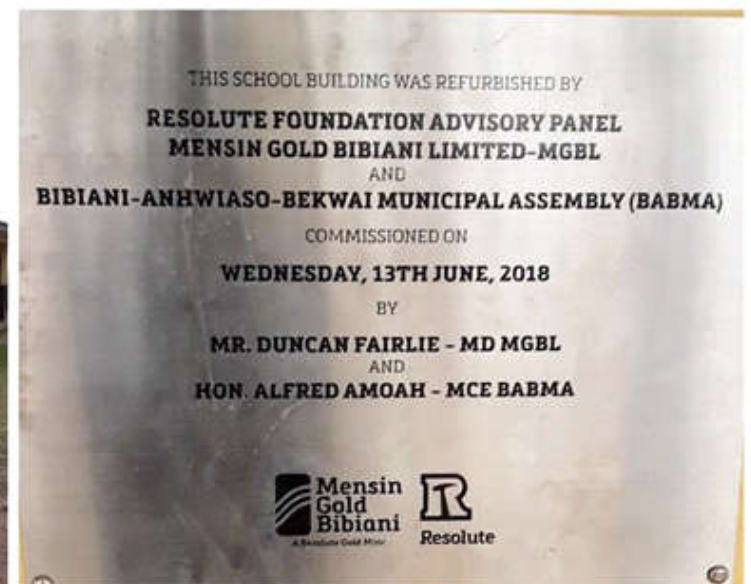 THIS SCHOOL BUILDING WAS REFURBISHED BY
RESOLUTE FOUNDATION ADVISORY PANEL
MENSIN GOLD BIBIANI LIMITED-MGBL
AND
BIBIANI-ANHWIASO-BEKWAI MUNICIPAL ASSEMBLY (BABMA)
COMMISSIONED ON
WEDNESDAY, 13TH JUNE, 2018
BY
MR. DUNCAN FAIRLIE - MD MGBL
AND
HON. ALFRED AMOAH - MCE BABMA
Mensin
Gold
Bibiani
A Resolute Gold Mine
R
Resolute